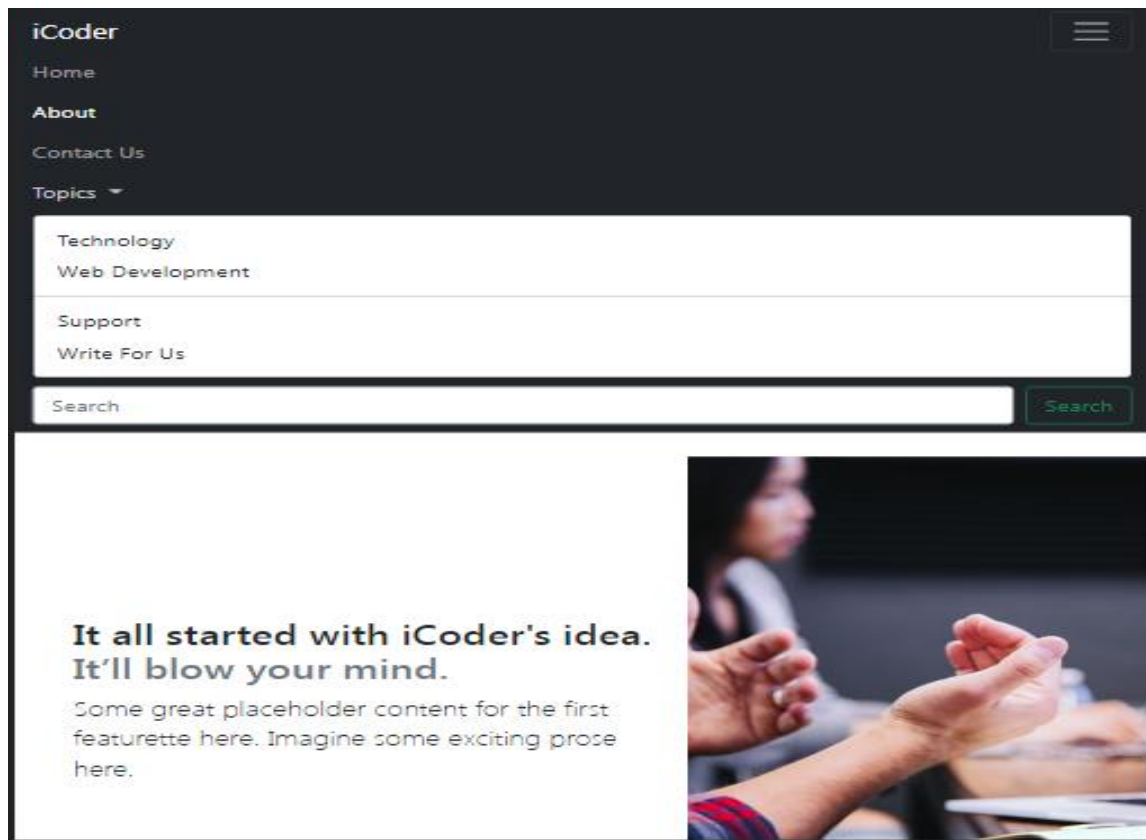 iCoder
Home
About
Contact Us
Topics
Technology
Web Development
Support
Write For Us
Search
Search
It all started with iCoder's idea.
It’ll blow your mind.
Some great placeholder content for the first
featurette here. Imagine some exciting prose
here.